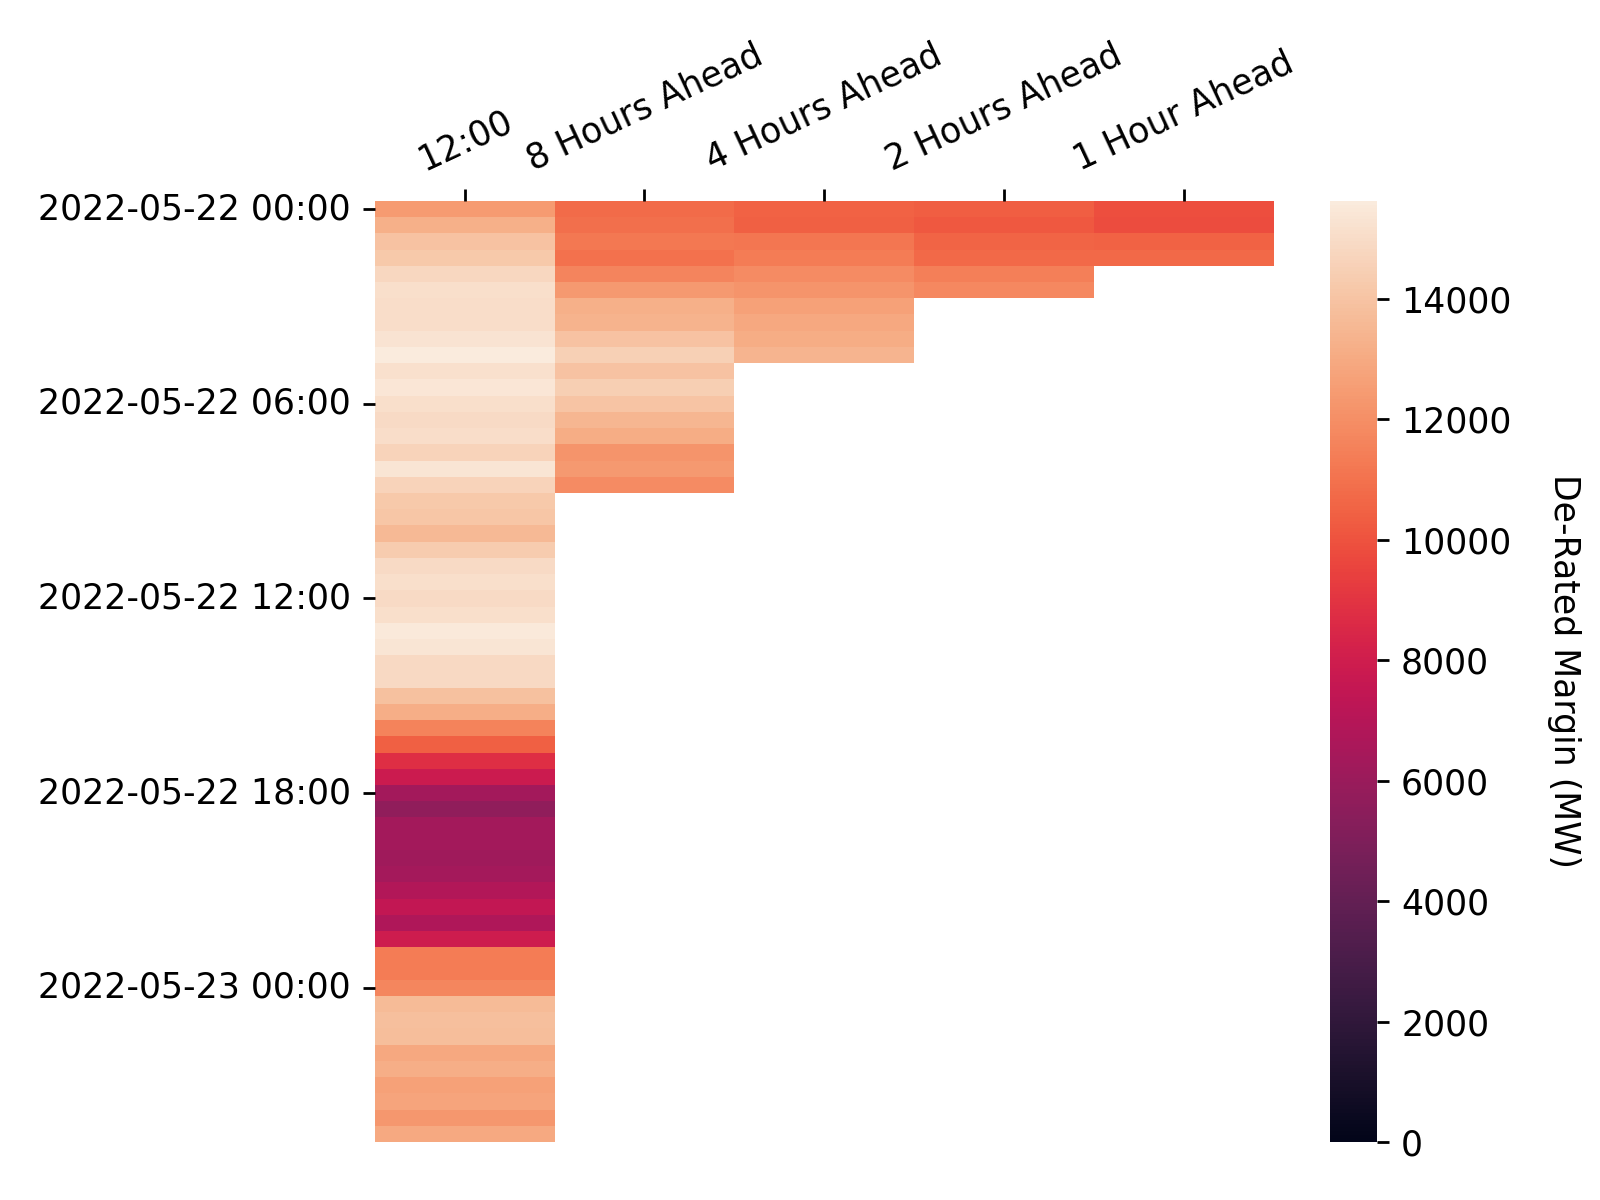 12:00
8 Hours Ahead
4 Hours Ahead
2 Hours Ahead
1 Hour Ahead
2022-05-22 00:00
2022-05-22 06:00
2022-05-22 12:00
2022-05-22 18:00
2022-05-23 00:00
14000
12000
10000
8000
6000
4000
2000
0
De-Rated Margin (MW)